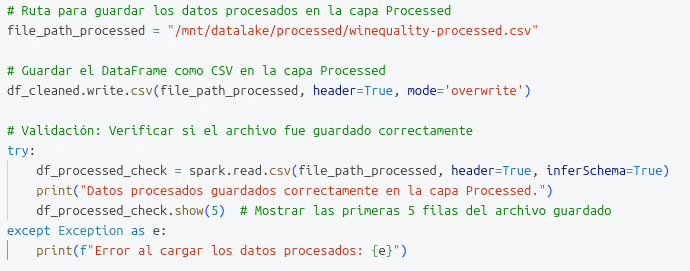 # Ruta para guardar los datos procesados en la capa Processed
file_path_processed = "/mnt/datalake/processed/winequality-processed.csv"

# Guardar el DataFrame como CSV en la capa Processed
df_cleaned.write.csv(file_path_processed, header=True, mode='overwrite')

# Validación: Verificar si el archivo fue guardado correctamente
try:
    df_processed_check = spark.read.csv(file_path_processed, header=True, inferSchema=True)
    print("Datos procesados guardados correctamente en la capa Processed.")
    df_processed_check.show(5)  # Mostrar las primeras 5 filas del archivo guardado
except Exception as e:
    print(f"Error al cargar los datos procesados: {e}")